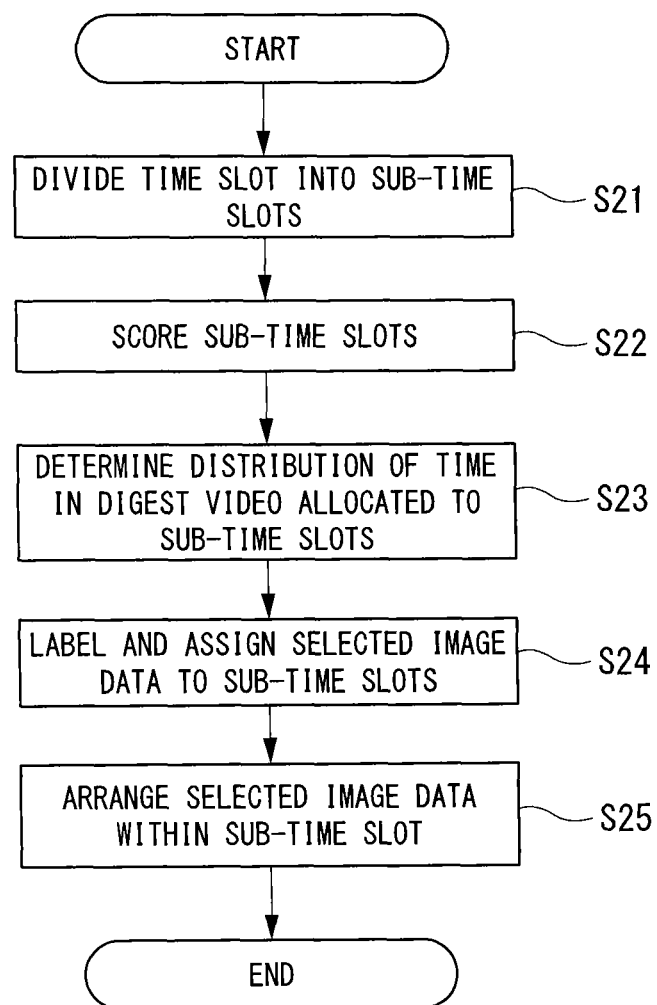 START
DIVIDE TIME SLOT INTO SUB-TIME
SLOTS
S21
SCORE SUB-TIME SLOTS
S22
DETERMINE DISTRIBUTION OF TIME
IN DIGEST VIDEO ALLOCATED TO
SUB-TIME SLOTS
S23
LABEL AND ASSIGN SELECTED IMAGE
DATA TO SUB-TIME SLOTS
S24
ARRANGE SELECTED IMAGE DATA
WITHIN SUB-TIME SLOT
S25
END